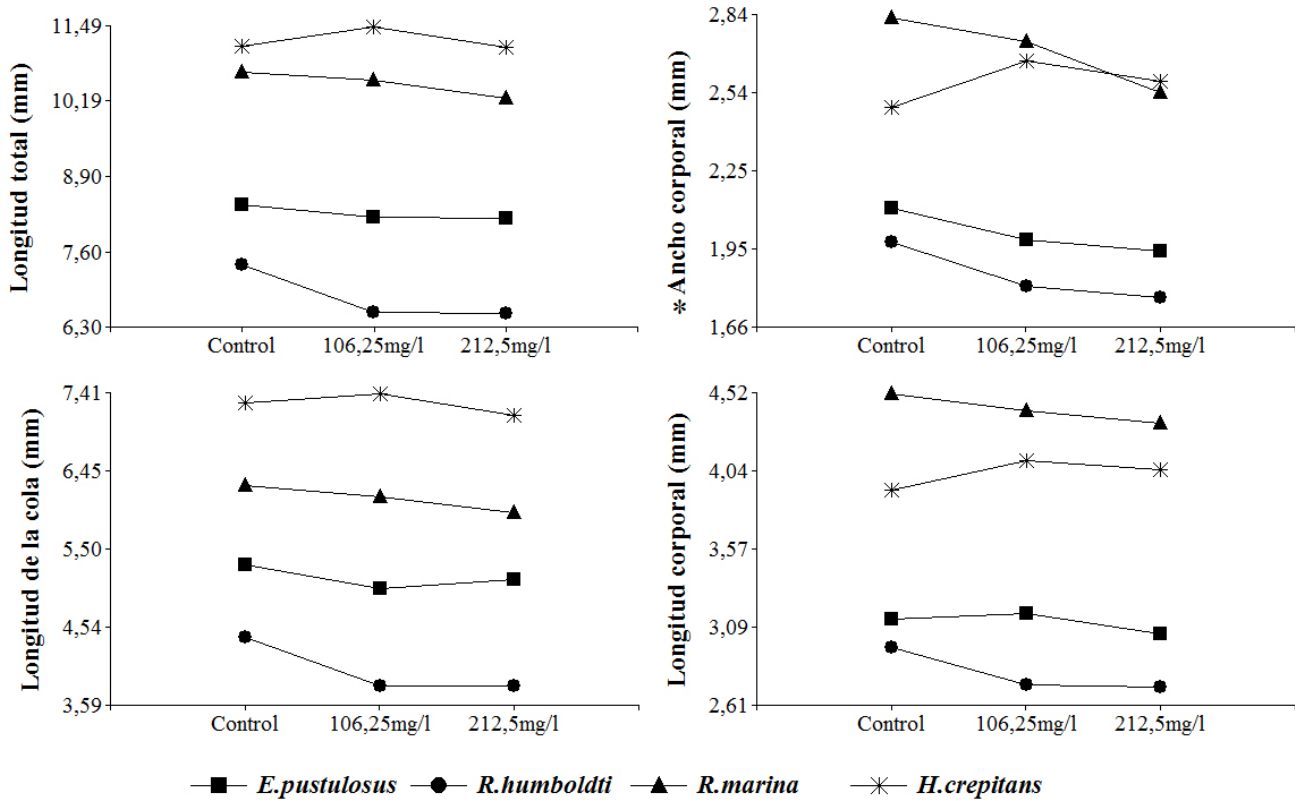 Longitud total (mm)
11,49
10,19
8,90
7,60
6,30
Control 106,25mg/l 212,5mg/l
*Ancho corporal (mm)
2,84
2,54
2,25
1,95
1,66
Control 106,25mg/l 212,5mg/l
Longitud de la cola (mm)
7,41
6,45
5,50
4,54
3,59
Control 106,25mg/l 212,5mg/l
Longitud corporal (mm)
4,52
4,04
3,57
3,09
2,61
Control 106,25mg/l 212,5mg/l
E.pustulosus R.humboldti R.marina H.crepitans